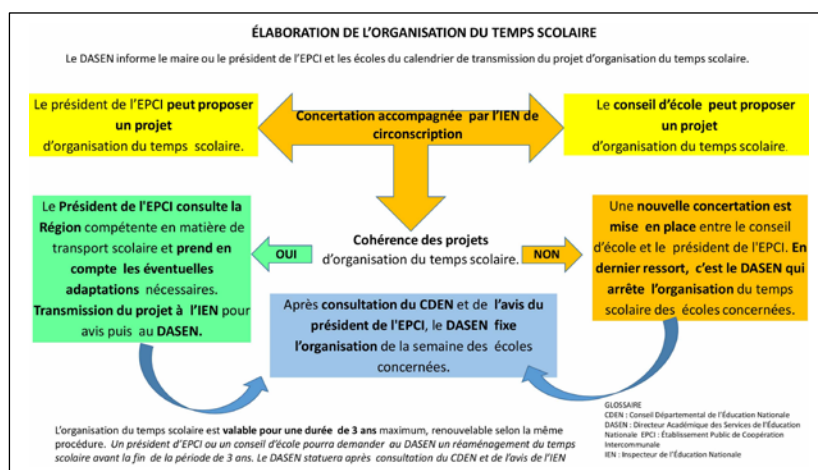 ÉLABORATION DE L'ORGANISATION DU TEMPS SCOLAIRE
Le DASEN informe le maire ou le président de l'EPCI et les écoles du calendrier de transmission du projet d'organisation du temps scolaire.
Le président de l'EPCI peut proposer
un projet
d'organisation du temps scolaire.
Concertation accompagnée par l'IEN de
circonscription
Le conseil d'école peut proposer
un projet
d'organisation du temps scolaire.
Le Président de l'EPCI consulte la
Région compétente en matière de
transport scolaire et prend en
compte les éventuelles
adaptations nécessaires.
Transmission du projet à l'IEN pour
avis puis au DASEN.
OUI
Cohérence des projets
d'organisation du temps scolaire.
NON
Une nouvelle concertation est
mise en place entre le conseil
d'école et le président de l'EPCI. En
dernier ressort, c'est le DASEN qui
arrête l'organisation du temps
scolaire des écoles concernées.
Après consultation du CDEN et de l'avis du
président de l'EPCI, le DASEN fixe
l'organisation de la semaine des écoles
concernées.
L'organisation du temps scolaire est valable pour une durée de 3 ans maximum, renouvelable selon la même
procédure. Un président d'EPCI ou un conseil d'école pourra demander au DASEN un réaménagement du temps
scolaire avant la fin de la période de 3 ans. Le DASEN statuera après consultation du CDEN et de l'avis de l'IEN
GLOSSAIRE
CDEN : Conseil Départemental de l'Éducation Nationale
DASEN : Directeur Académique des Services de l'Éducation
Nationale EPCI : Établissement Public de Coopération
Intercommunale
IEN : Inspecteur de l'Éducation Nationale